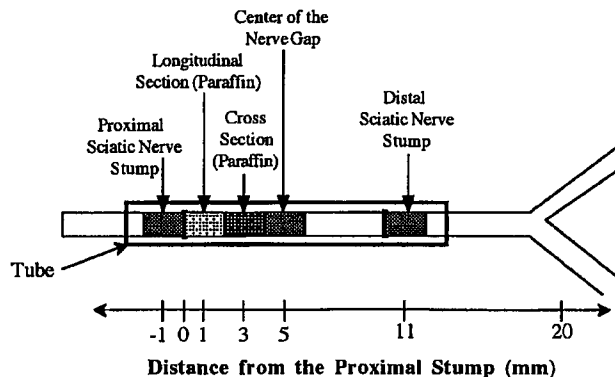 Center of the
Nerve Gap
Longitudinal
Section (Paraffin)
Cross
Section
(Paraffin)
Distal
Sciatic Nerve
Stump
Proximal
Sciatic Nerve
Stump
Tube
-1 0 1 3 5 11 20
Distance from the Proximal Stump (mm)